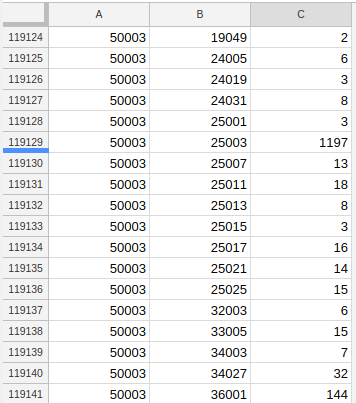 A B C
119124 50003 19049 2
119125 50003 24005 6
119126 50003 24019 3
119127 50003 24031 8
119128 50003 25001 3
119129 50003 25003 1197
119130 50003 25007 13
119131 50003 25011 18
119132 50003 25013 8
119133 50003 25015 3
119134 50003 25017 16
119135 50003 25021 14
119136 50003 25025 15
119137 50003 32003 6
119138 50003 33005 15
119139 50003 34003 7
119140 50003 34027 32
119141 50003 36001 144